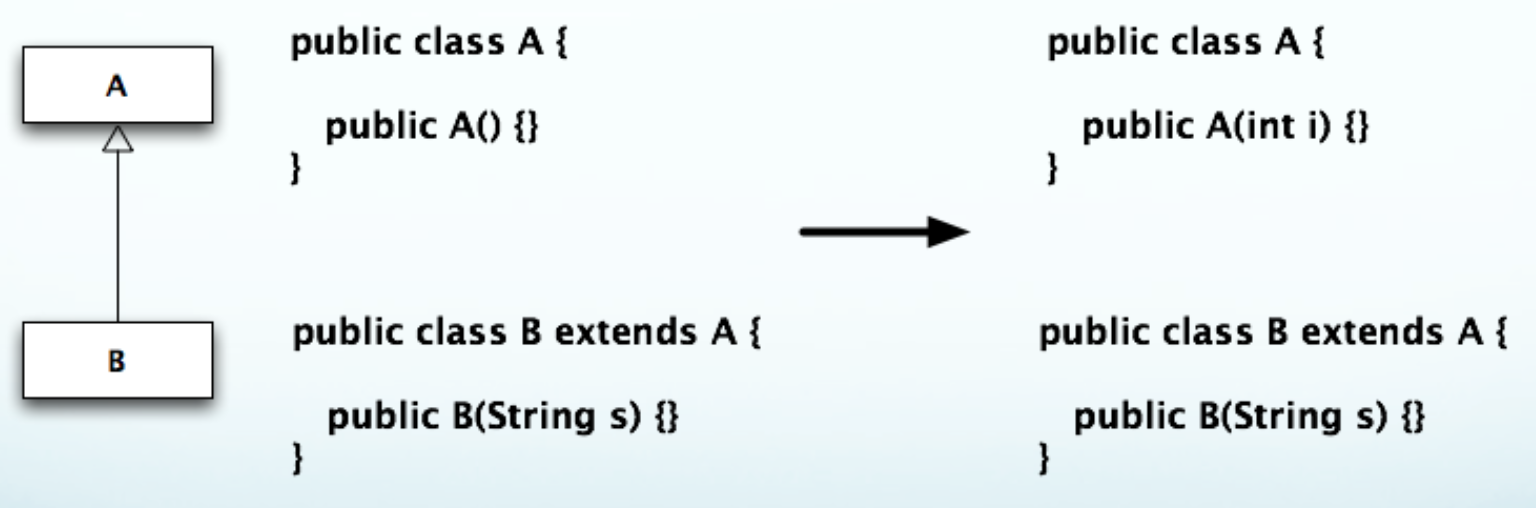 A
B
public class A {
public A() {}
}
public class B extends A {
public B(String s) {}
}
public class A {
public A(int i) {}
}
public class B extends A {
public B(String s) {}
}